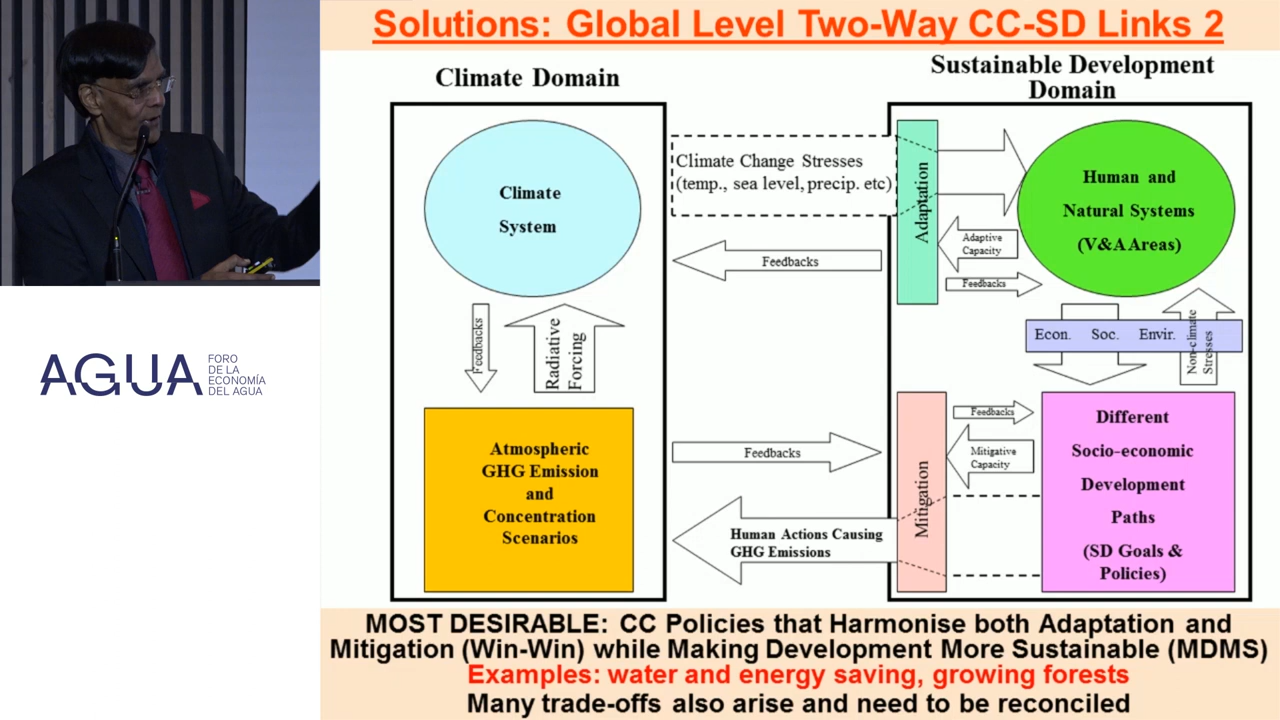 Solutions: Global Level Two-Way CC-SD Links 2
Climate Domain
Sustainable Development
Domain
Climate
System
Climate Change Stresses
(temp., sea level, precip. etc)
Adaptation
Human and
Natural Systems
(V&A Areas)
Adaptive
Capacity
Feedbacks
Feedbacks
Feedbacks
Radiative
Forcing
Econ. Soc. Envir.
Non-climate
Stresses
Atmospheric
GHG Emission
and
Concentration
Scenarios
Feedbacks
Human Actions Causing
GHG Emissions
Mitigation
Feedbacks
Mitigative
Capacity
Different
Socio-economic
Development
Paths
(SD Goals &
Policies)
MOST DESIRABLE: CC Policies that Harmonise both Adaptation and
Mitigation (Win-Win) while Making Development More Sustainable (MDMS)
Examples: water and energy saving, growing forests
Many trade-offs also arise and need to be reconciled
AGUA
FORO
DE LA
ECONOMÍA
DEL AGUA